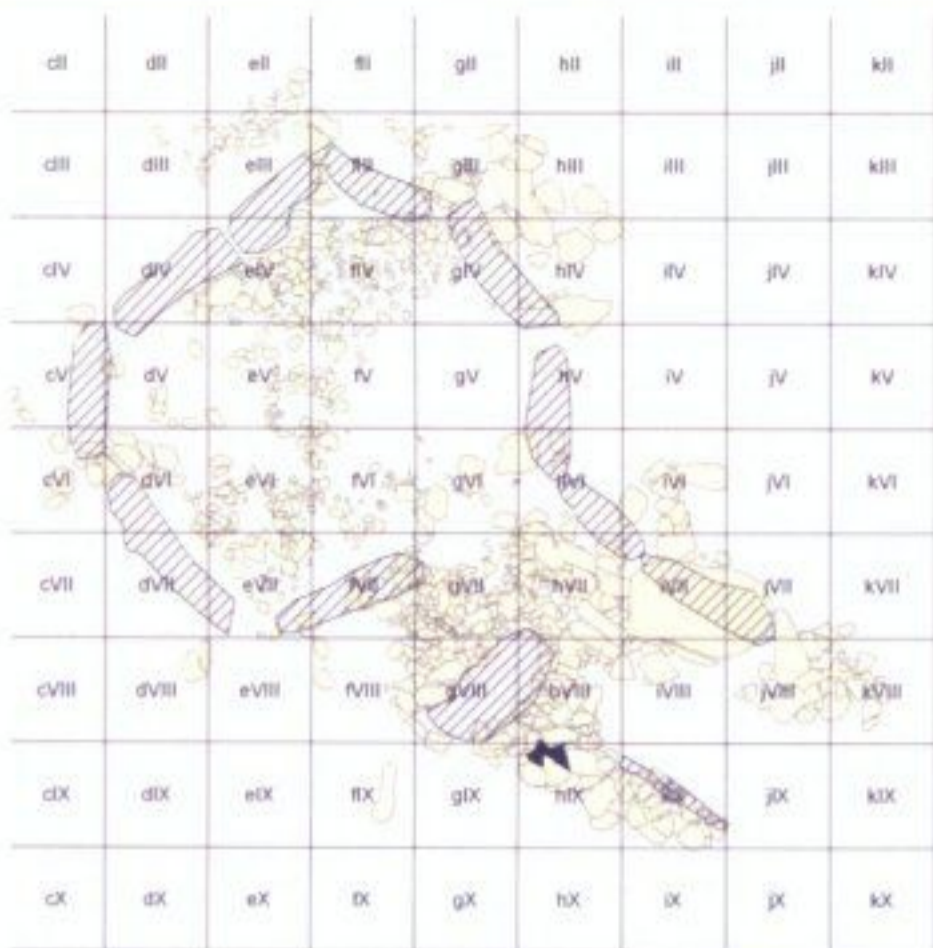 cII dII eII fII gII hII iII jII kII
cIII dIII eIII fIII gIII hIII iIII jIII kIII
cIV dIV eIV fIV gIV hIV iIV jIV kIV
cV dV eV fV gV hV iV jV kV
cVI dVI eVI fVI gVI hVI iVI jVI kVI
cVII dVII eVII fVII gVII hVII iVII jVII kVII
cVIII dVIII eVIII fVIII gVIII hVIII iVIII jVIII kVIII
cIX dIX eIX fIX gIX hIX jIX kIX
cX dX eX fX gX hX iX jX kX